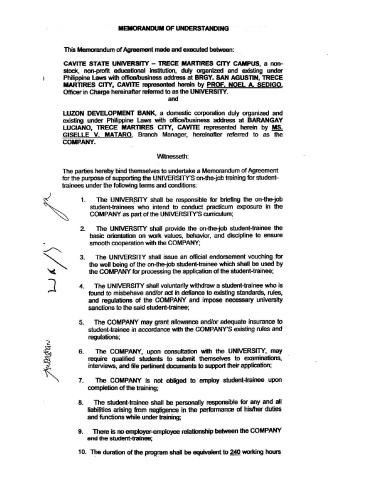 MEMORANDUM OF UNDERSTANDING
This Memorandum of Agreement made and executed between:
CAVITE STATE UNIVERSITY – TRECE MARTIRES CITY CAMPUS, a non-
stock, non-profit educational institution, duly organized and existing under
Philippine Laws with office/business address at BRGY. SAN AGUSTIN, TRECE
MARTIRES CITY, CAVITE represented herein by PROF. NOEL A. SEDIGO,
Officer in Charge hereinafter referred to as the UNIVERSITY.
and
LUZON DEVELOPMENT BANK, a domestic corporation duly organized and
existing under Philippine Laws with office/business address at BARANGAY
LUCIANO, TRECE MARTIRES CITY, CAVITE represented herein by MS.
GISELLE V. MATARO, Branch Manager, hereinafter referred to as the
COMPANY.
Witnesseth:
The parties hereby bind themselves to undertake a Memorandum of Agreement
for the purpose of supporting the UNIVERSITY'S on-the-job training for student-
trainees under the following terms and conditions:
1. The UNIVERSITY shall be responsible for briefing the on-the-job
student-trainees who intend to conduct practicum exposure in the
COMPANY as part of the UNIVERSITY's curriculum;
2. The UNIVERSITY shall provide the on-the-job student-trainee the
basic orientation on work values, behavior, and discipline to ensure
smooth cooperation with the COMPANY;
3. The UNIVERSITY shall issue an official endorsement vouching for
the well being of the on-the-job student-trainee which shall be used by
the COMPANY for processing the application of the student-trainee;
4. The UNIVERSITY shall voluntarily withdraw a student-trainee who is
found to misbehave and/or act in defiance to existing standards, rules,
and regulations of the COMPANY and impose necessary university
sanctions to the said student-trainee;
5. The COMPANY may grant allowance and/or adequate insurance to
student-trainee in accordance with the COMPANY'S existing rules and
regulations;
6. The COMPANY, upon consultation with the UNIVERSITY, may
require qualified students to submit themselves to examinations,
interviews, and file pertinent documents to support their application;
7. The COMPANY is not obliged to employ student-trainee upon
completion of the training;
8. The student-trainee shall be personally responsible for any and all
liabilities arising from negligence in the performance of his/her duties
and functions while under training;
9. There is no employer-employee relationship between the COMPANY
and the student-trainee;
10. The duration of the program shall be equivalent to 240 working hours